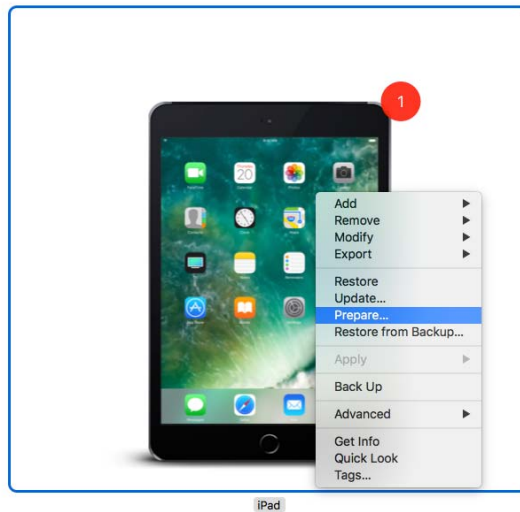 1
20
Add
Remove
Modify
Export
Restore
Update...
Prepare...
Restore from Backup...
Apply
Back Up
Advanced
Get Info
Quick Look
Tags...
iPad